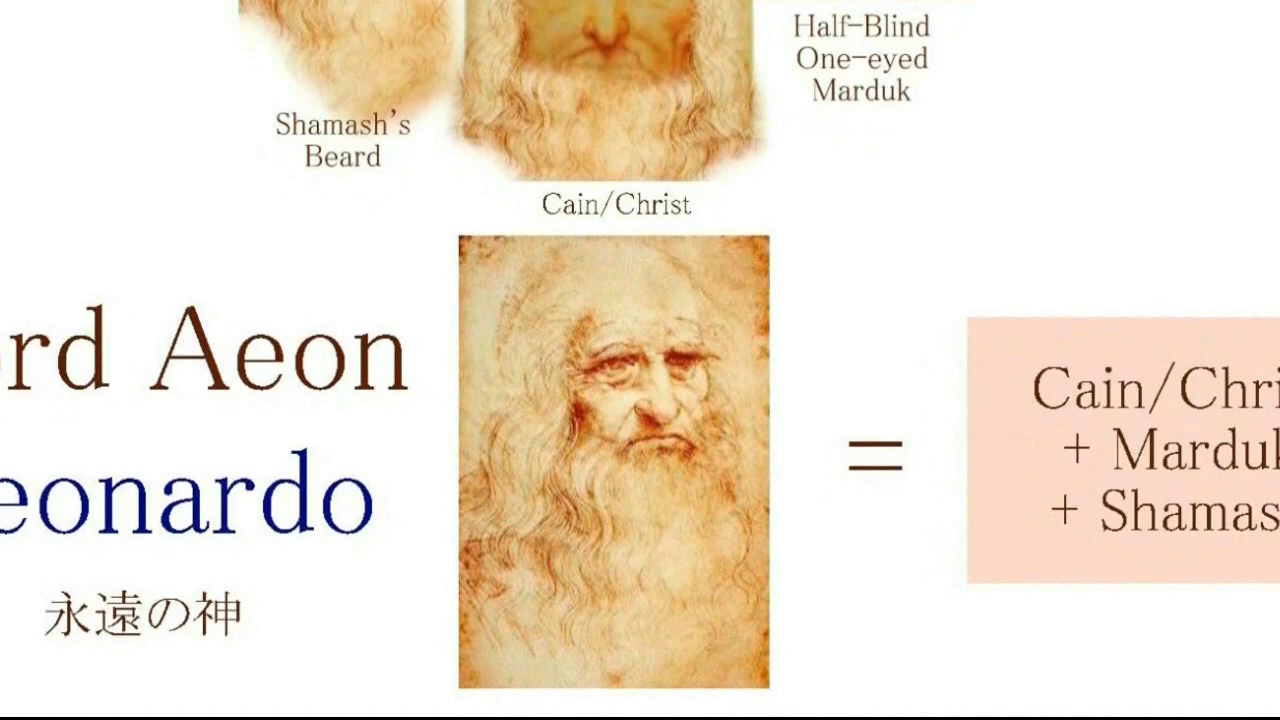 Half-Blind
One-eyed
Marduk
Shamash's
Beard
Cain/Christ
ord Aeon
eonardo
永遠の神
=
Cain/Chri
+ Marduk
+ Shamas